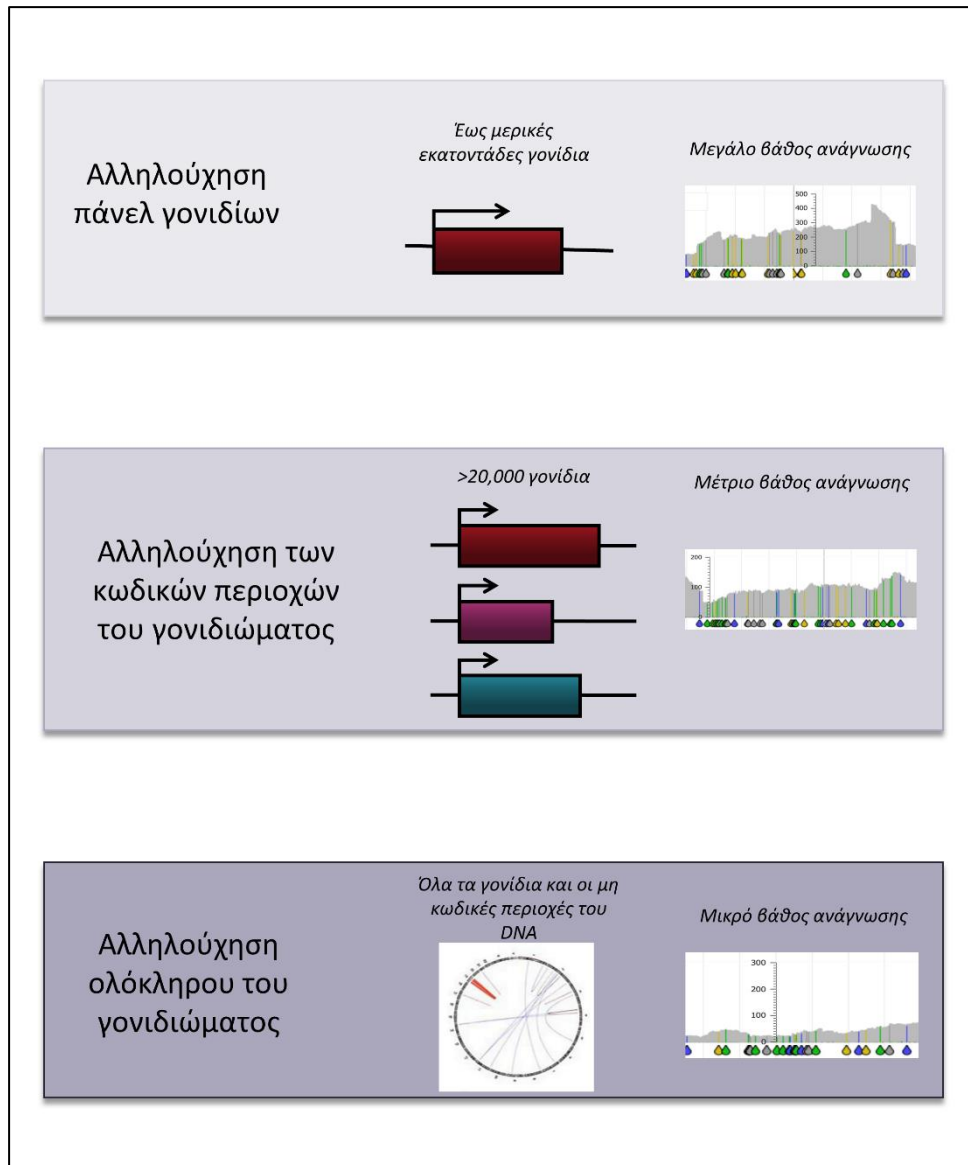 Αλληλούχηση
πάνελ γονιδίων
Έως μερικές
εκατοντάδες γονίδια
Μεγάλο βάθος ανάγνωσης
500
400
300
200
100
0
Αλληλούχηση των
κωδικών περιοχών
του γονιδιώματος
>20,000 γονίδια
Μέτριο βάθος ανάγνωσης
200
100
0
Αλληλούχηση
ολόκληρου του
γονιδιώματος
Όλα τα γονίδια και οι μη
κωδικές περιοχές του
DNA
Μικρό βάθος ανάγνωσης
300
200
100
0